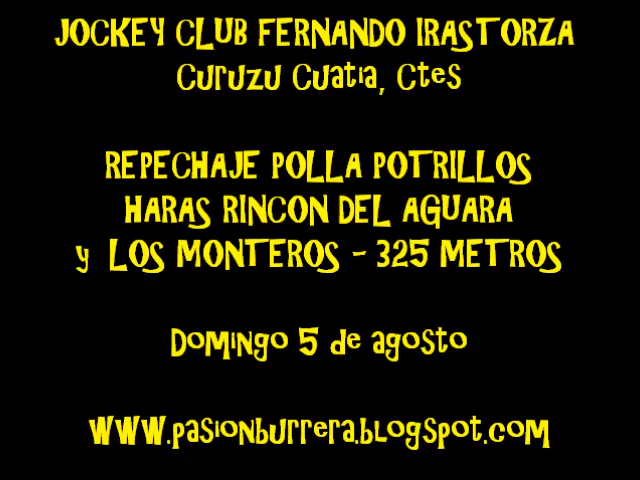 JOCKEY CLUB FERNANDO IRASTORZA
Curuzu Cuatia, Ctes
REPECHAJE POLLA POTRILLOS
HARAS RINCON DEL AGUARA
y LOS MONTEROS - 325 METROS
Domingo 5 de agosto
WWW.pasionburrera.blogspot.com